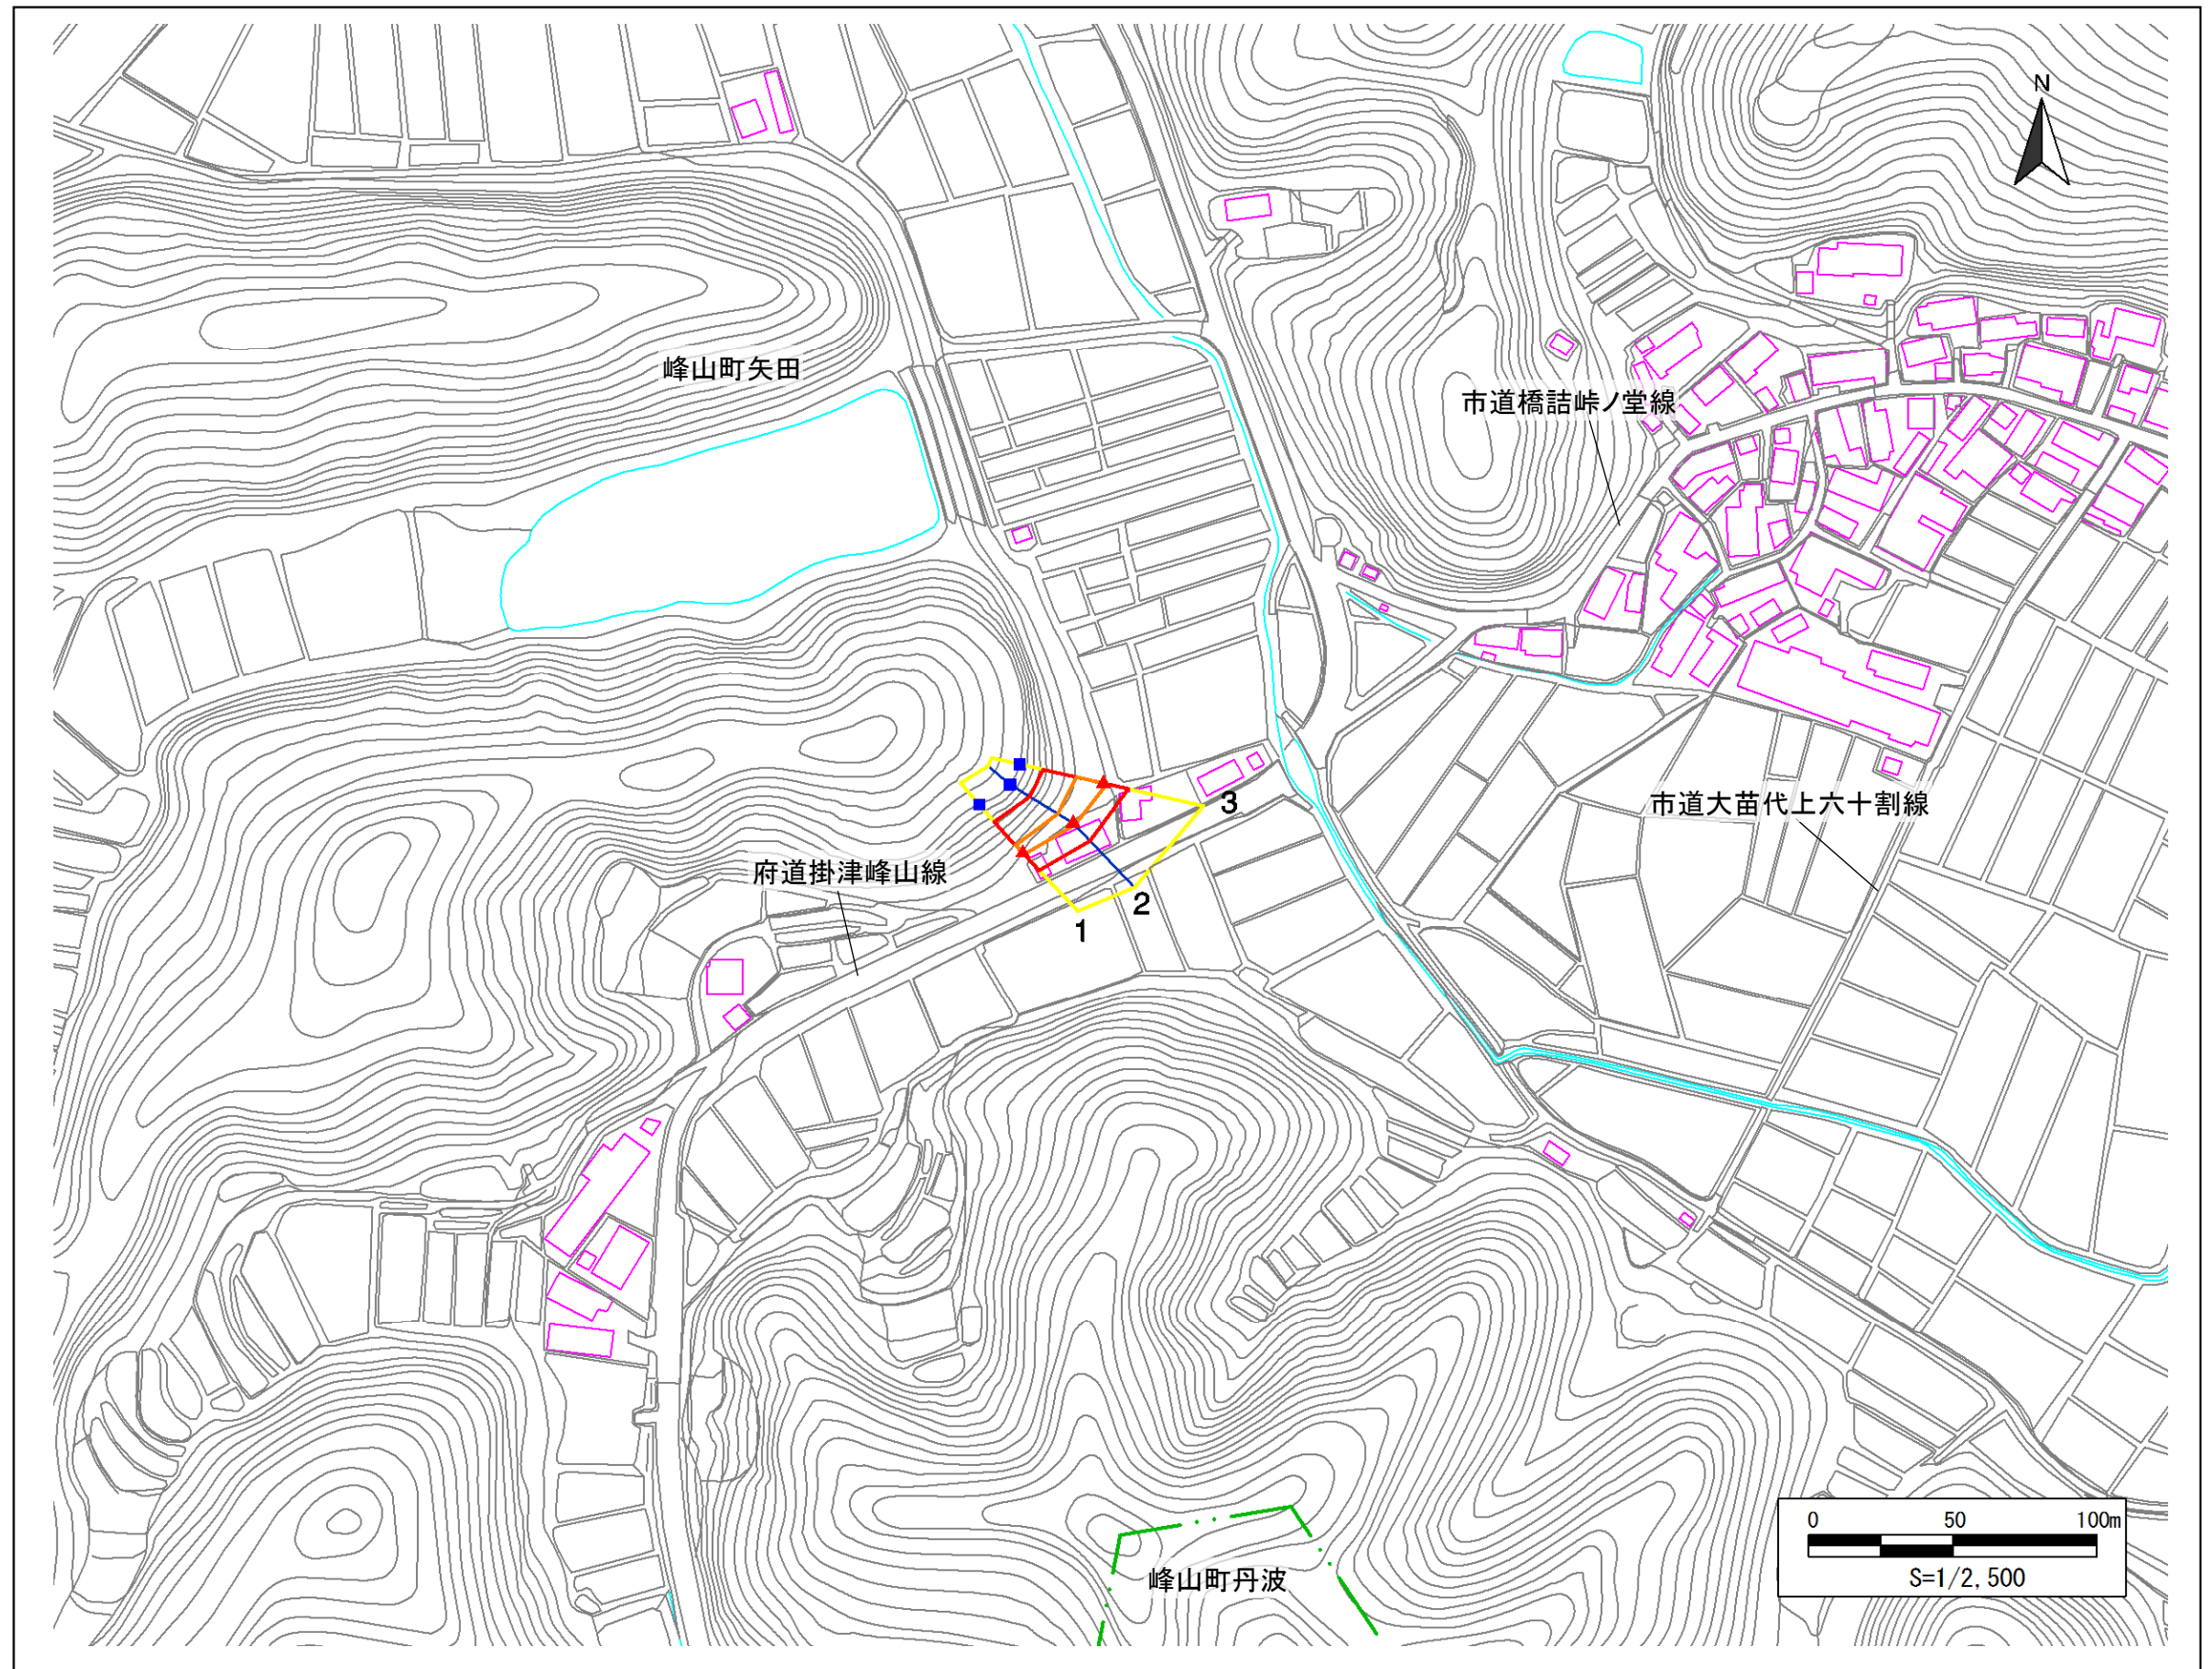 N
峰山町矢田
市道橋詰峠ノ堂線
市道大苗代上六十割線
3
府道掛津峰山線
2
1
0 50 100m
S=1/2,500
峰山町丹波